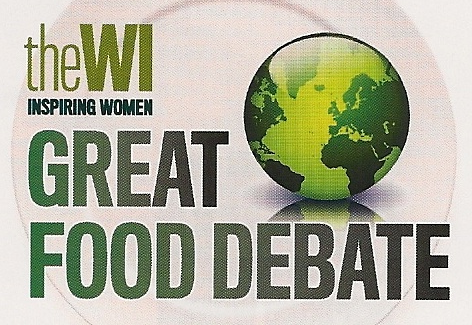 theWI
INSPIRING WOMEN
GREAT
FOOD DEBATE